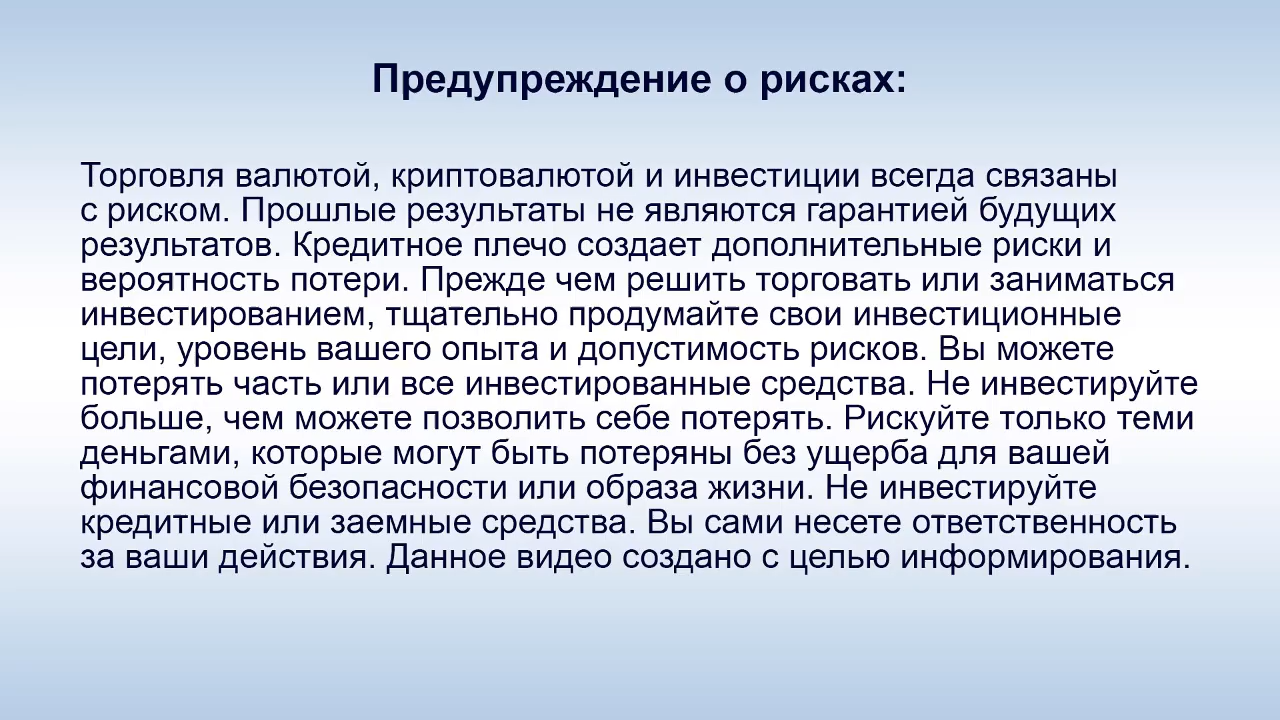 Предупреждение о рисках:
Торговля валютой, криптовалютой и инвестиции всегда связаны
с риском. Прошлые результаты не являются гарантией будущих
результатов. Кредитное плечо создает дополнительные риски и
вероятность потери. Прежде чем решить торговать или заниматься
инвестированием, тщательно продумайте свои инвестиционные
цели, уровень вашего опыта и допустимость рисков. Вы можете
потерять часть или все инвестированные средства. Не инвестируйте
больше, чем можете позволить себе потерять. Рискуйте только теми
деньгами, которые могут быть потеряны без ущерба для вашей
финансовой безопасности или образа жизни. Не инвестируйте
кредитные или заемные средства. Вы сами несете ответственность
за ваши действия. Данное видео создано с целью информирования.